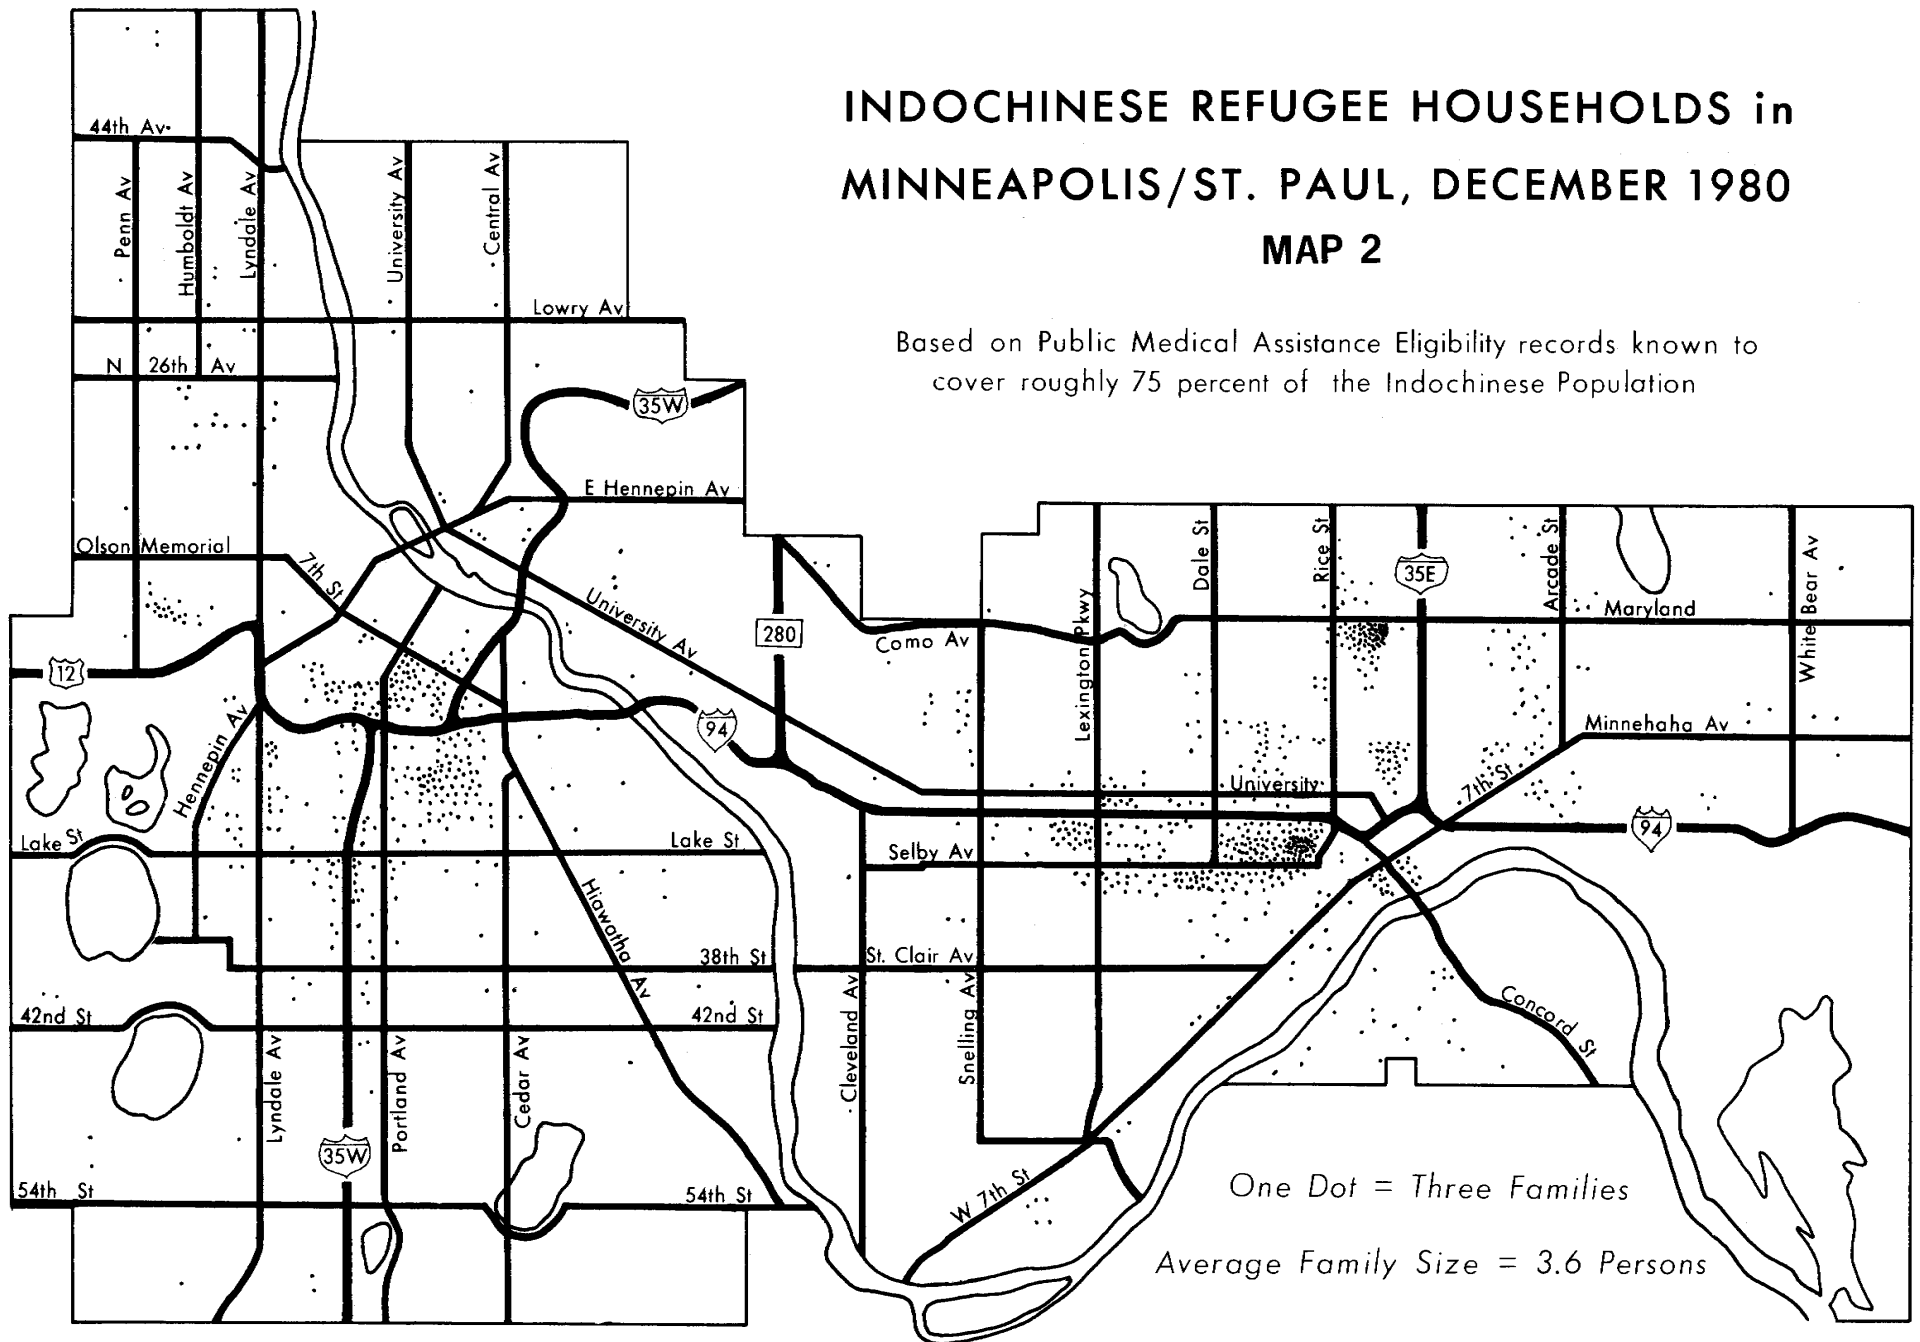 INDOCHINESE REFUGEE HOUSEHOLDS in
MINNEAPOLIS/ST. PAUL, DECEMBER 1980
MAP 2
Based on Public Medical Assistance Eligibility records known to
cover roughly 75 percent of the Indochinese Population
44th Av.
Penn Av
Humboldt Av
Lyndale Av
University Av
Central Av
Lowry Av
N 26th Av
35W
E Hennepin Av
Olson Memorial
7th St
University Av
280
Como Av
Lexington Pkwy
Dale St
Rice St
35E
Arcade St
Maryland
White Bear Av
12
Hennepin Av
94
Minnehaha Av
University
7th St
94
Lake St
Lake St
Selby Av
Hiawatha Av
38th St
St. Clair Av
42nd St
42nd St
Cleveland Av
Snelling Av
Concord St
Lyndale Av
35W
Portland Av
Cedar Av
54th St
54th St
W 7th St
One Dot = Three Families
Average Family Size = 3.6 Persons